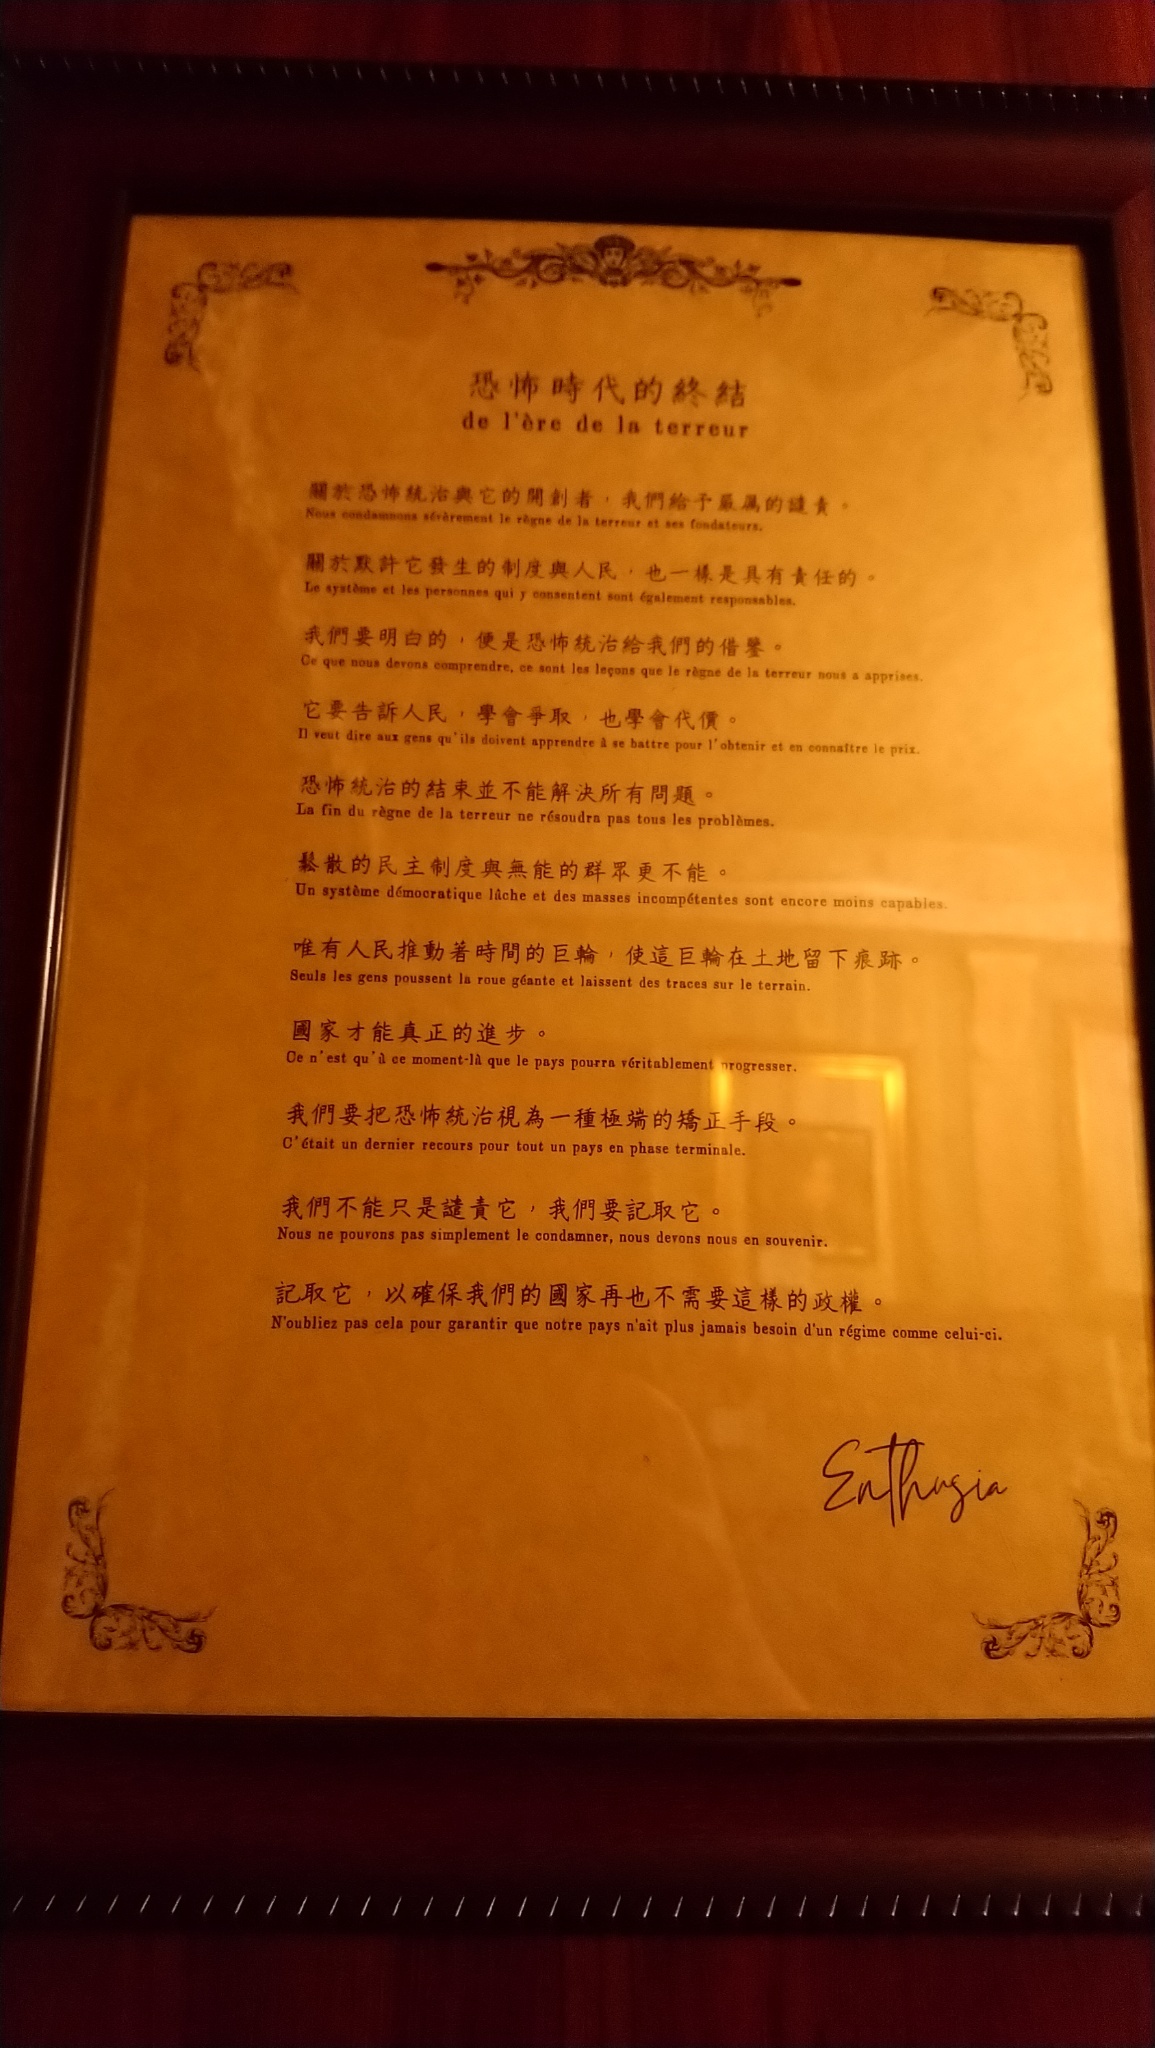 恐怖時代的終結
de l'ère de la terreur
關於恐怖統治與它的開創者，我們給予嚴厲的譴責。
Nous condamnons sévèrement le règne de la terreur et ses fondateurs.
關於默許它發生的制度與人民，也一樣是具有責任的。
Le système et les personnes qui y consentent sont également responsables.
我們要明白的，便是恐怖統治給我們的借鑒。
Ce que nous devons comprendre, ce sont les leçons que le règne de la terreur nous a apprises.
它要告訴人民，學會爭取，也學會代價。
Il veut dire aux gens qu'ils doivent apprendre à se battre pour l'obtenir et en connaître le prix.
恐怖統治的結束並不能解決所有問題。
La fin du règne de la terreur ne résoudra pas tous les problèmes.
鬆散的民主制度與無能的群眾更不能。
Un système démocratique lâche et des masses incompétentes sont encore moins capables.
唯有人民推動著時間的巨輪，使這巨輪在土地留下痕跡。
Seuls les gens poussent la roue géante et laissent des traces sur le terrain.
國家才能真正的進步。
Ce n'est qu'à ce moment-là que le pays pourra véritablement progresser.
我們要把恐怖統治視為一種極端的矯正手段。
C'était un dernier recours pour tout un pays en phase terminale.
我們不能只是譴責它，我們要記取它。
Nous ne pouvons pas simplement le condamner, nous devons nous en souvenir.
記取它，以確保我們的國家再也不需要這樣的政權。
N'oubliez pas cela pour garantir que notre pays n'ait plus jamais besoin d'un régime comme celui-ci.
Enthusia